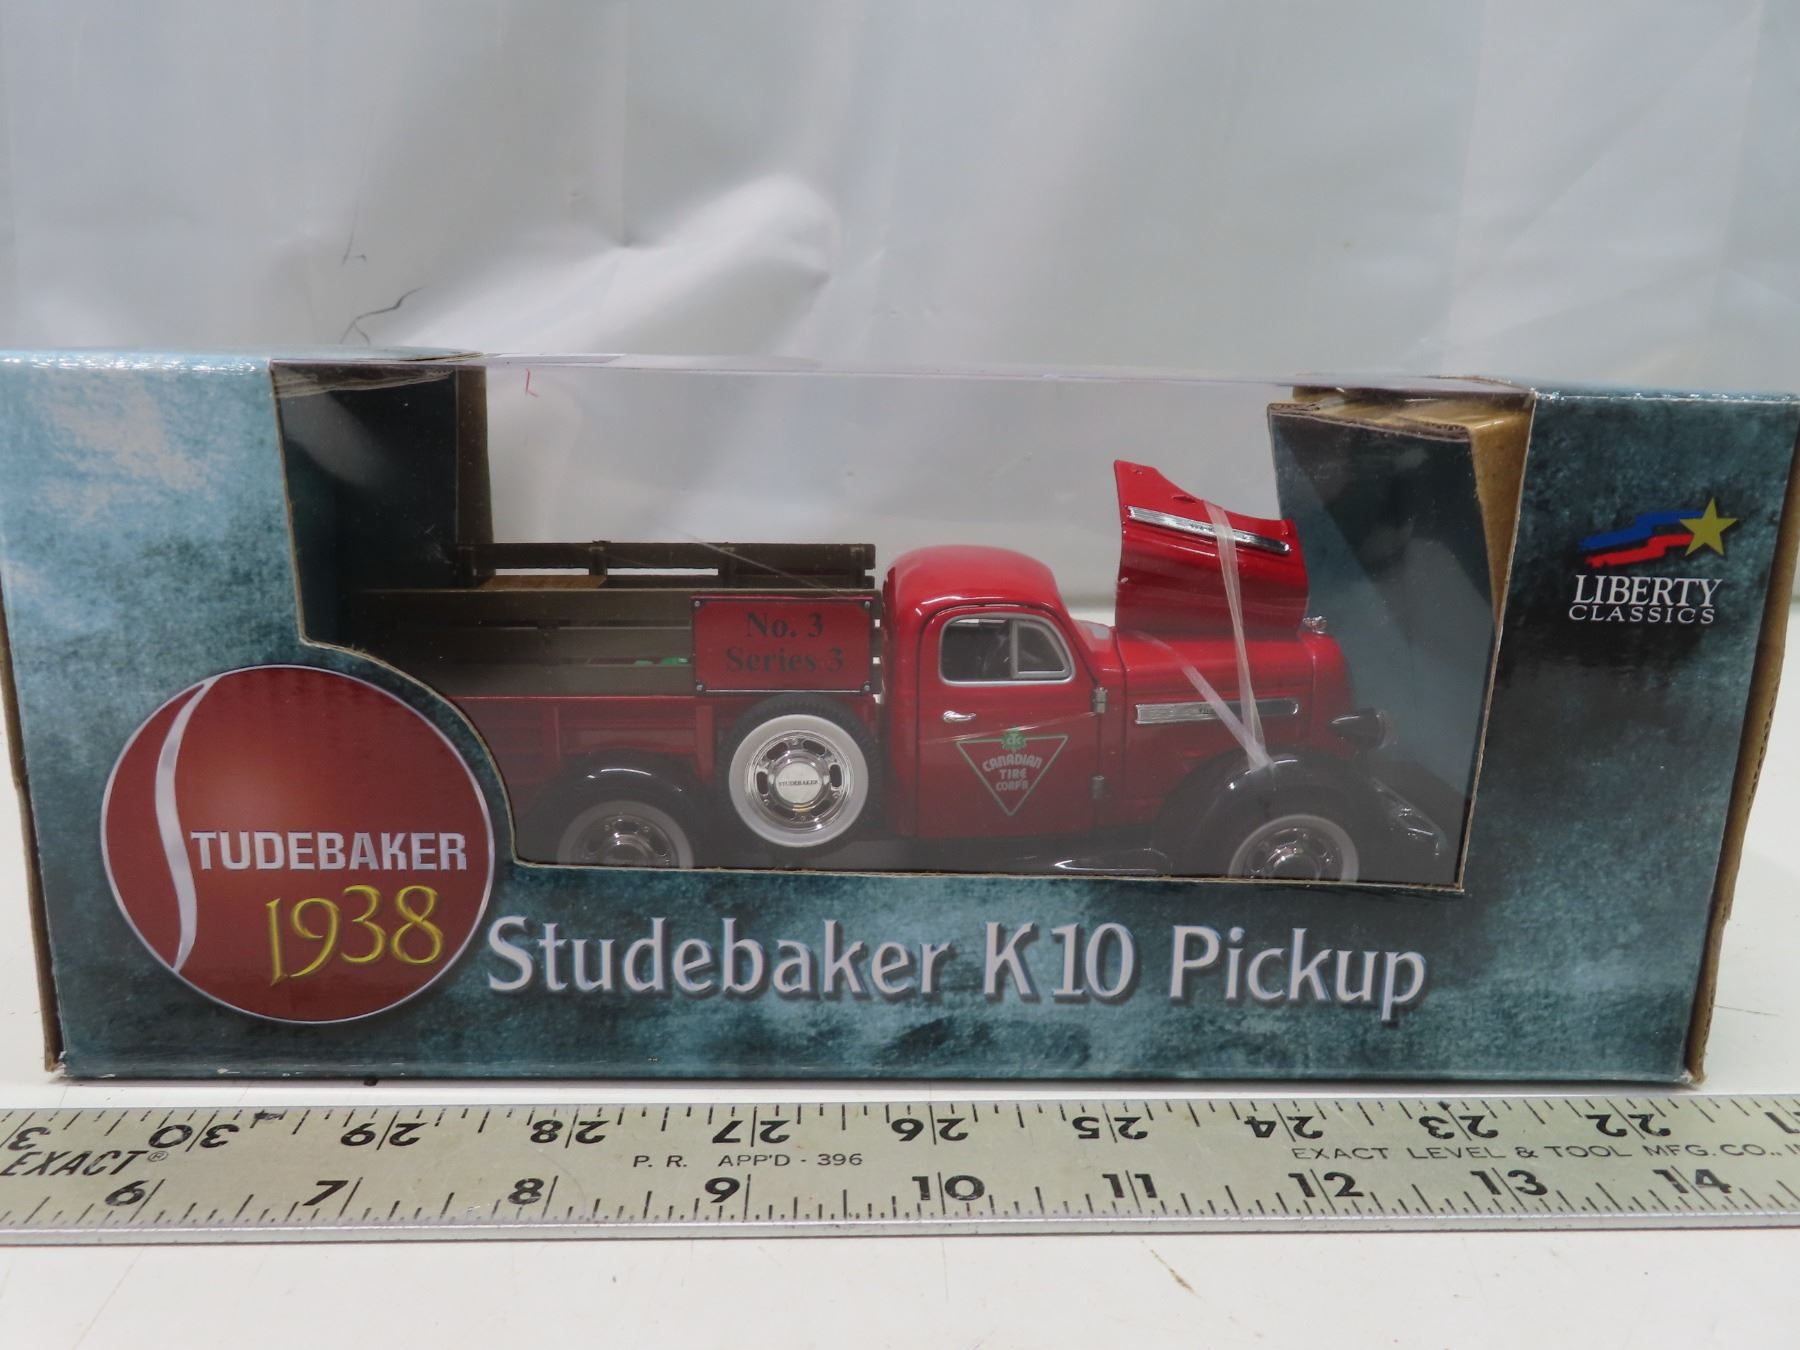 No. 3
Series 3
LIBERTY
CLASSICS
STUDEBAKER
CANADIAN
TIRE
CORP'N
STUDEBAKER
1938
Studebaker K10 Pickup
3 30 29 28 27 26 25 24 23 22
EXACT® P. R. APP'D - 396 EXACT LEVEL & TOOL MFG. CO.,
6 7 8 9 10 11 12 13 14